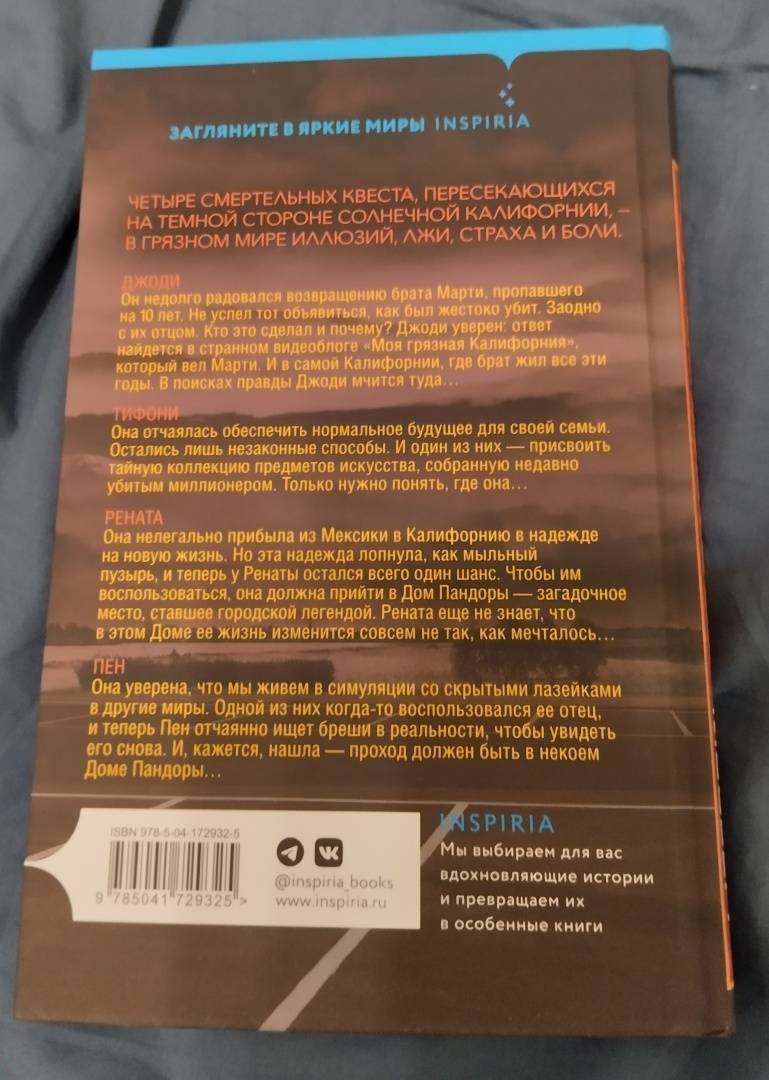 ЗАГЛЯНИТЕ В ЯРКИЕ МИРЫ INSPIRIA
ЧЕТЫРЕ СМЕРТЕЛЬНЫХ КВЕСТА, ПЕРЕСЕКАЮЩИХСЯ
НА ТЕМНОЙ СТОРОНЕ СОЛНЕЧНОЙ КАЛИФОРНИИ, –
В ГРЯЗНОМ МИРЕ ИЛЛЮЗИЙ, ЛЖИ, СТРАХА И БОЛИ.
ДЖОДИ
Он недолго радовался возвращению брата Марти, пропавшего
на 10 лет. Не успел тот объявиться, как был жестоко убит. Заодно
с их отцом. Кто это сделал и почему? Джоди уверен: ответ
найдется в странном видеоблоге «Моя грязная Калифорния»,
который вел Марти. И в самой Калифорнии, где брат жил все эти
годы. В поисках правды Джоди мчится туда...
ТИФОНИ
Она отчаялась обеспечить нормальное будущее для своей семьи.
Остались лишь незаконные способы. И один из них — присвоить
тайную коллекцию предметов искусства, собранную недавно
убитым миллионером. Только нужно понять, где она...
РЕНАТА
Она нелегально прибыла из Мексики в Калифорнию в надежде
на новую жизнь. Но эта надежда лопнула, как мыльный
пузырь, и теперь у Ренаты остался всего один шанс. Чтобы им
воспользоваться, она должна прийти в Дом Пандоры — загадочное
место, ставшее городской легендой. Рената еще не знает, что
в этом Доме ее жизнь изменится совсем не так, как мечталось...
ПЕН
Она уверена, что мы живем в симуляции со скрытыми лазейками
в другие миры. Одной из них когда-то воспользовался ее отец,
и теперь Пен отчаянно ищет бреши в реальности, чтобы увидеть
его снова. И, кажется, нашла — проход должен быть в некоем
Доме Пандоры...
ISBN 978-5-04-172932-5
9 785041 729325 >
@inspiria_books
www.inspiria.ru
INSPIRIA
Мы выбираем для вас
вдохновляющие истории
и превращаем их
в особенные книги